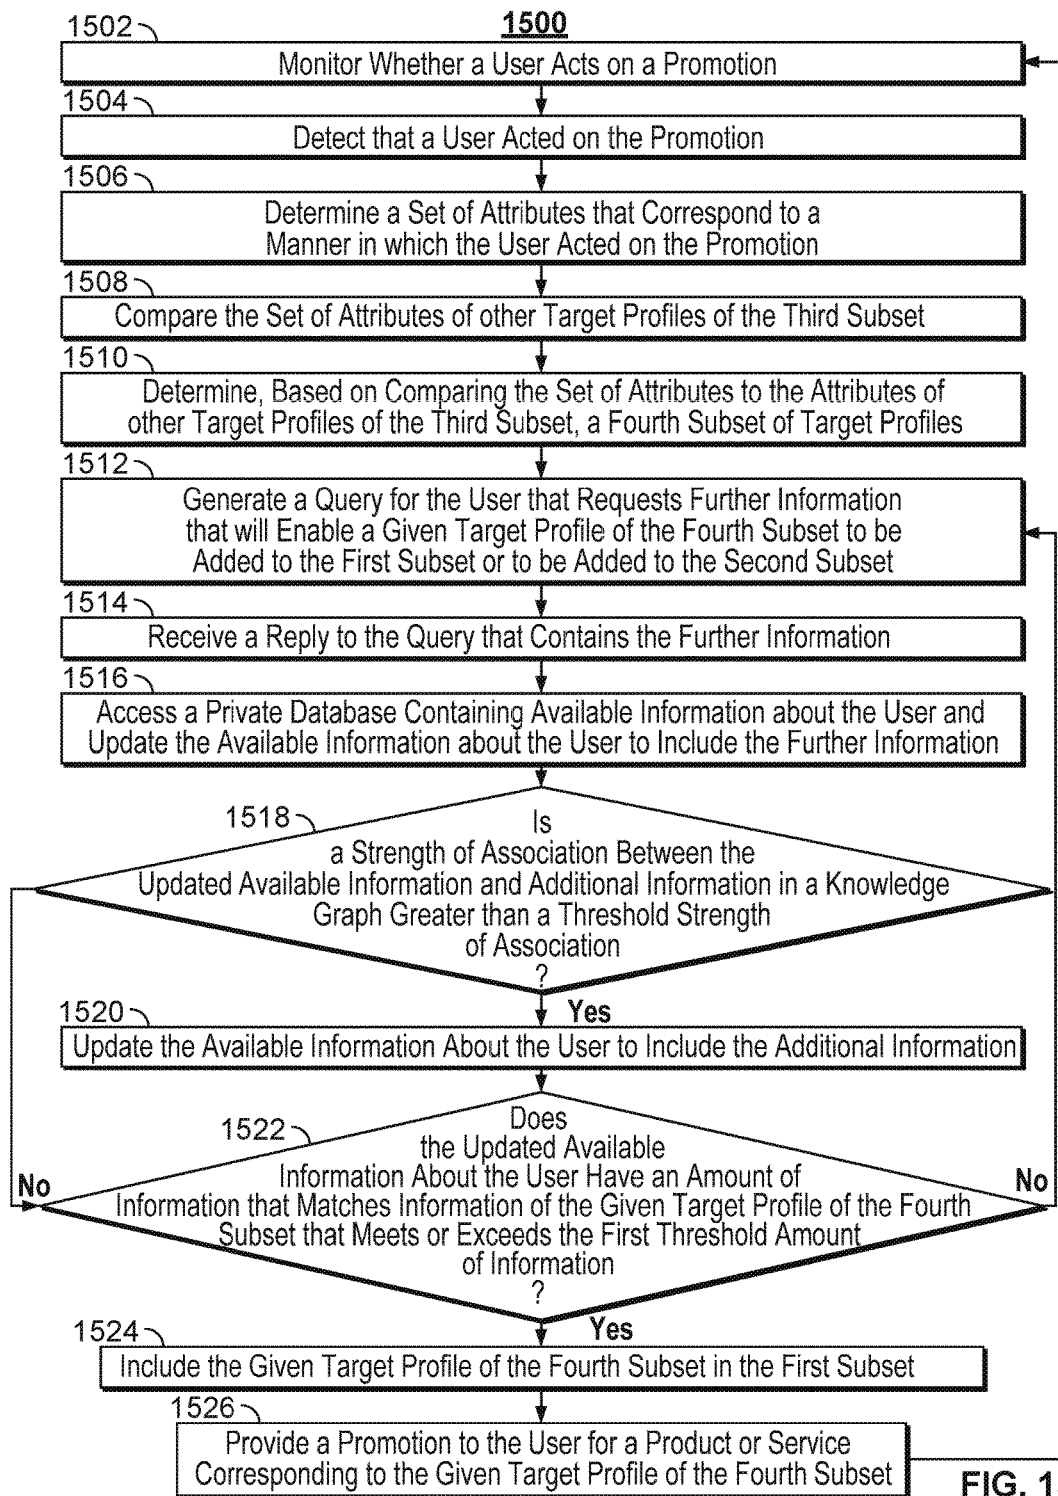 1500
1502
Monitor Whether a User Acts on a Promotion
1504
Detect that a User Acted on the Promotion
1506
Determine a Set of Attributes that Correspond to a
Manner in which the User Acted on the Promotion
1508
Compare the Set of Attributes of other Target Profiles of the Third Subset
1510
Determine, Based on Comparing the Set of Attributes to the Attributes of
other Target Profiles of the Third Subset, a Fourth Subset of Target Profiles
1512
Generate a Query for the User that Requests Further Information
that will Enable a Given Target Profile of the Fourth Subset to be
Added to the First Subset or to be Added to the Second Subset
1514
Receive a Reply to the Query that Contains the Further Information
1516
Access a Private Database Containing Available Information about the User and
Update the Available Information about the User to Include the Further Information
1518
Is
a Strength of Association Between the
Updated Available Information and Additional Information in a Knowledge
Graph Greater than a Threshold Strength
of Association
?
Yes
1520
Update the Available Information About the User to Include the Additional Information
1522
Does
the Updated Available
Information About the User Have an Amount of
Information that Matches Information of the Given Target Profile of the Fourth
Subset that Meets or Exceeds the First Threshold Amount
of Information
?
No
No
Yes
1524
Include the Given Target Profile of the Fourth Subset in the First Subset
1526
Provide a Promotion to the User for a Product or Service
Corresponding to the Given Target Profile of the Fourth Subset
FIG. 1